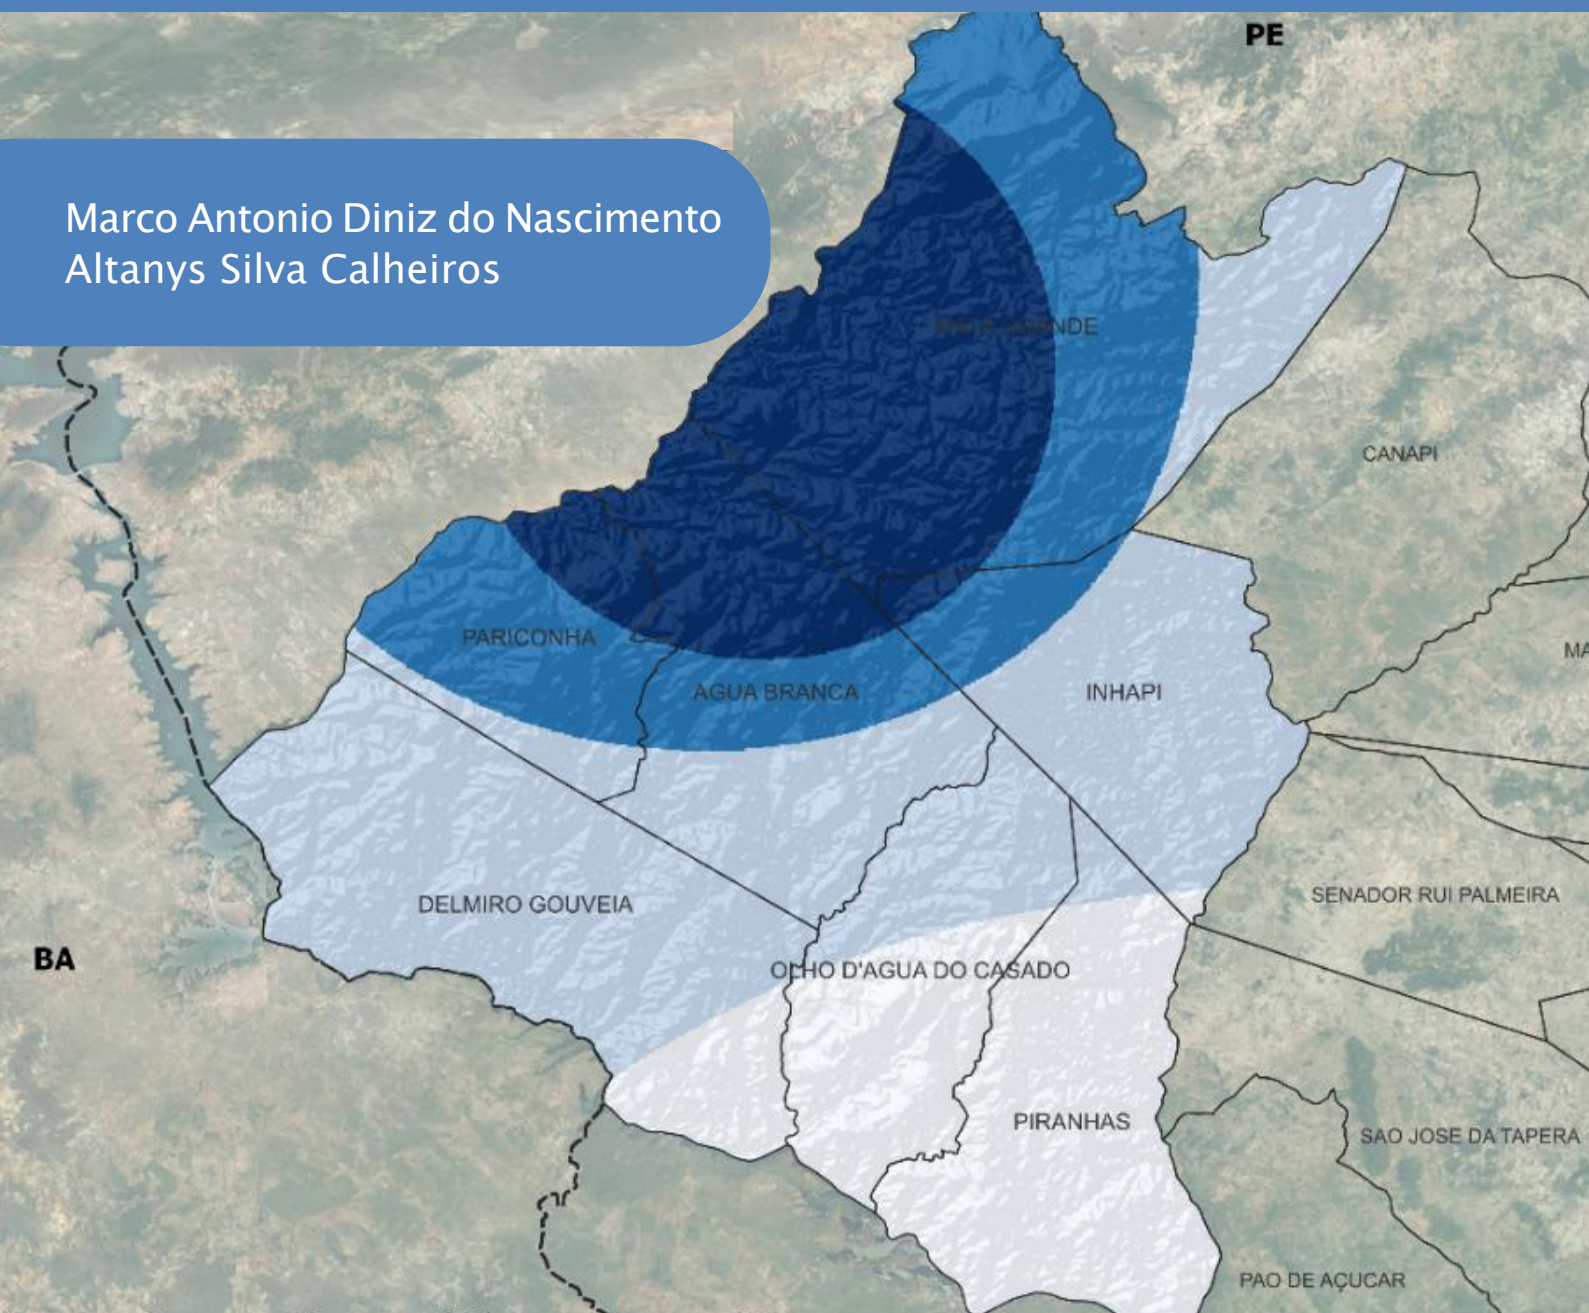 PE
Marco Antonio Diniz do Nascimento
Altanys Silva Calheiros
CANAPI
PARICONHA
MA
AGUA BRANCA
INHAPI
DELMIRO GOUVEIA
SENADOR RUI PALMEIRA
BA
OLHO D'AGUA DO CASADO
PIRANHAS
SAO JOSE DA TAPERA
PAO DE AÇUCAR